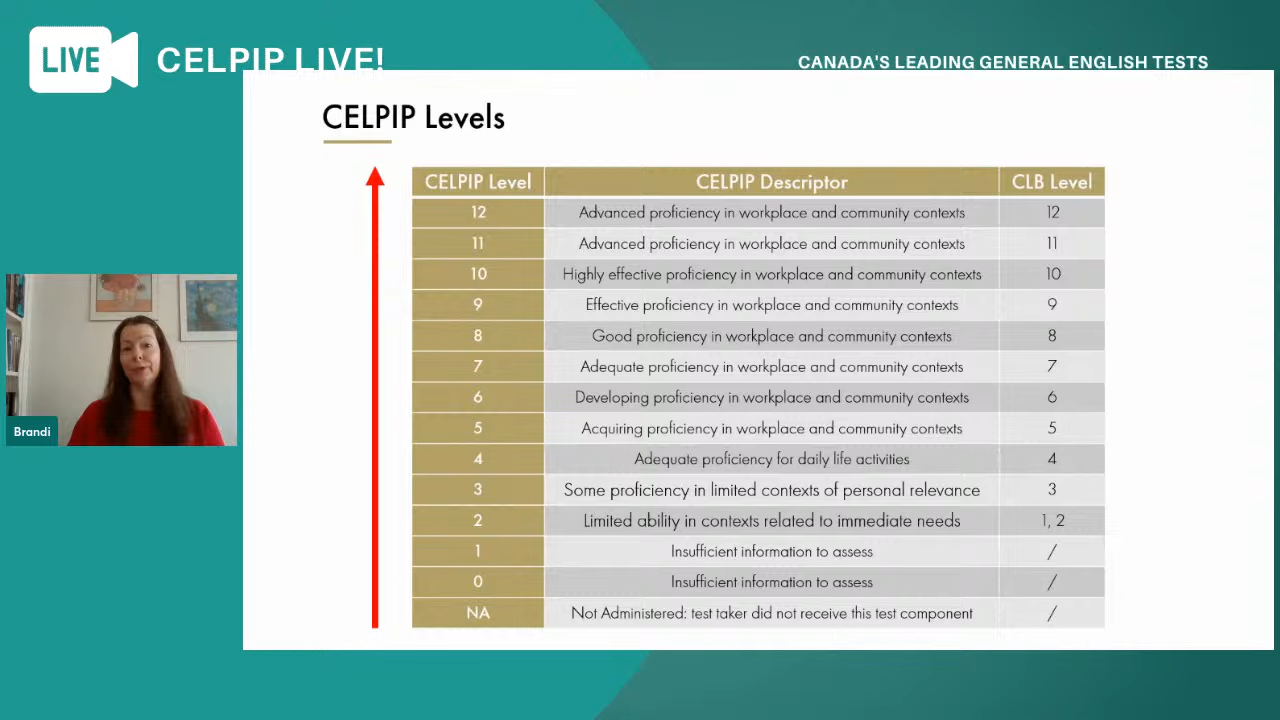 LIVE
CELPIP LIVE!
CANADA'S LEADING GENERAL ENGLISH TESTS
CELPIP Levels
CELPIP Level CELPIP Descriptor CLB Level
12 Advanced proficiency in workplace and community contexts 12
11 Advanced proficiency in workplace and community contexts 11
10 Highly effective proficiency in workplace and community contexts 10
9 Effective proficiency in workplace and community contexts 9
8 Good proficiency in workplace and community contexts 8
7 Adequate proficiency in workplace and community contexts 7
6 Developing proficiency in workplace and community contexts 6
5 Acquiring proficiency in workplace and community contexts 5
4 Adequate proficiency for daily life activities 4
3 Some proficiency in limited contexts of personal relevance 3
2 Limited ability in contexts related to immediate needs 1, 2
1 Insufficient information to assess /
0 Insufficient information to assess /
NA Not Administered: test taker did not receive this test component /
Brandi